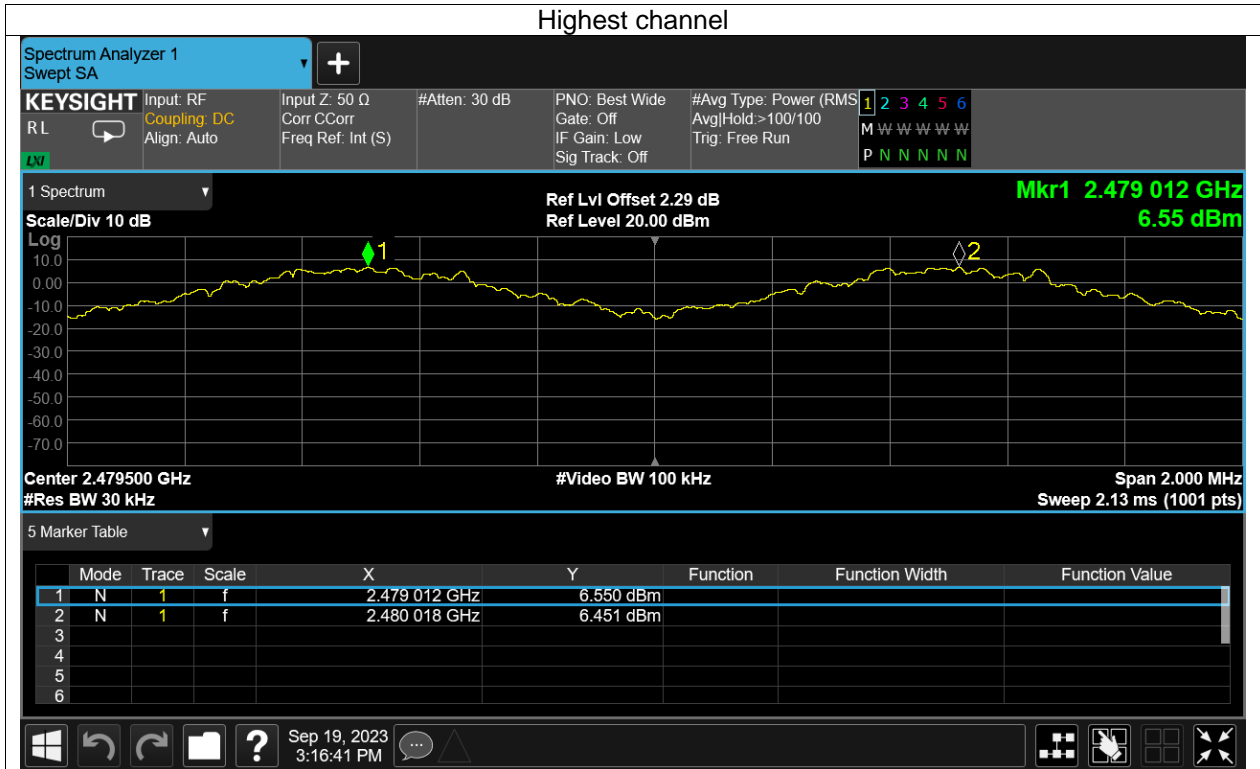 Highest channel
Spectrum Analyzer 1
Swept SA
KEYSIGHT
R L
LXI
Input: RF
Coupling: DC
Align: Auto
Input Z: 50 Ω
Corr CCorr
Freq Ref: Int (S)
#Atten: 30 dB
PNO: Best Wide
Gate: Off
IF Gain: Low
Sig Track: Off
#Avg Type: Power (RMS
Avg|Hold:>100/100
Trig: Free Run
1 2 3 4 5 6
M W W W W W
P N N N N N
1 Spectrum
Scale/Div 10 dB
Ref Lvl Offset 2.29 dB
Ref Level 20.00 dBm
Mkr1 2.479 012 GHz
6.55 dBm
Log
10.0
0.00
-10.0
-20.0
-30.0
-40.0
-50.0
-60.0
-70.0
1
2
Center 2.479500 GHz
#Res BW 30 kHz
#Video BW 100 kHz
Span 2.000 MHz
Sweep 2.13 ms (1001 pts)
5 Marker Table
Mode Trace Scale X Y Function Function Width Function Value
1 N 1 f 2.479 012 GHz 6.550 dBm
2 N 1 f 2.480 018 GHz 6.451 dBm
3
4
5
6
?
Sep 19, 2023
3:16:41 PM